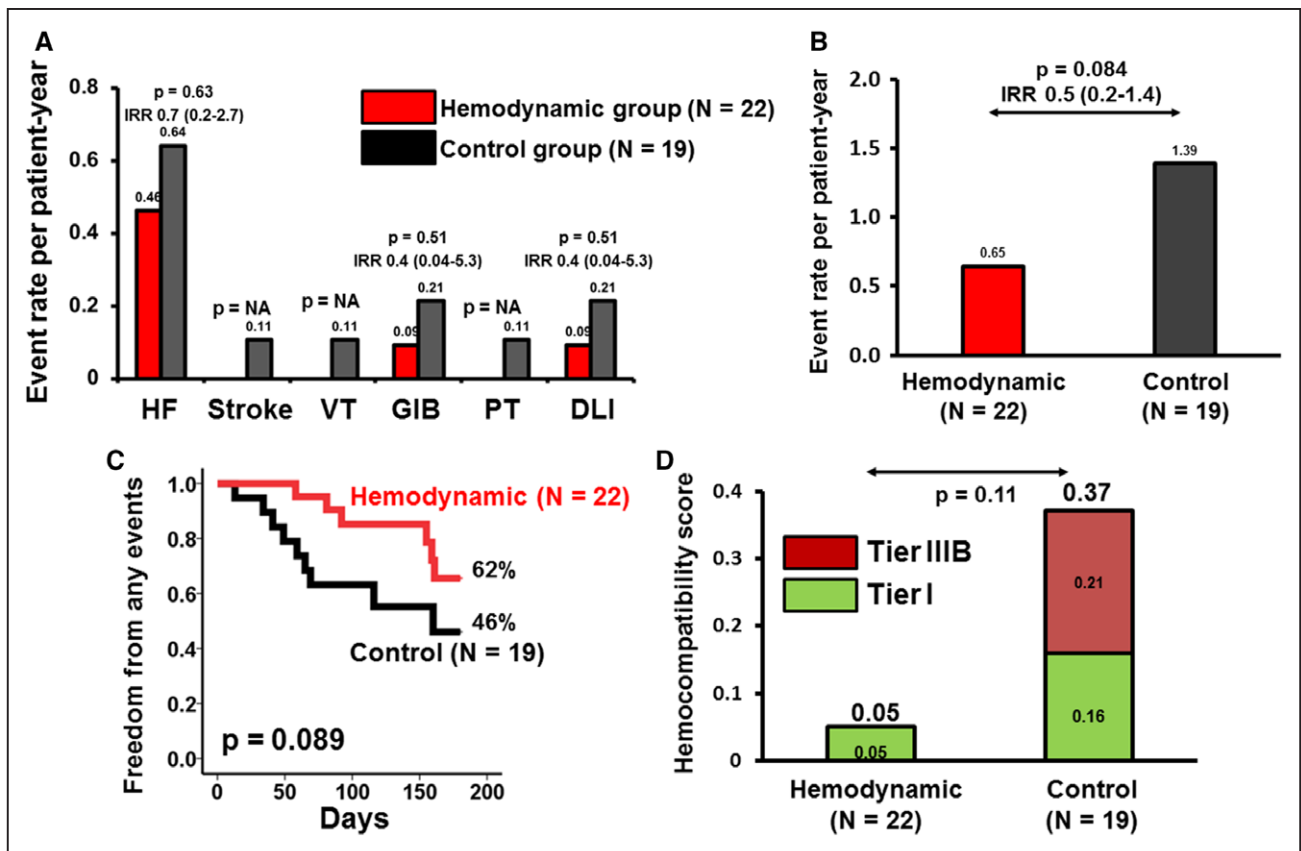 A
Event rate per patient-year
0.8
0.6
0.4
0.2
0
p = 0.63
IRR 0.7 (0.2-2.7)
0.64
0.46
Hemodynamic group (N = 22)
Control group (N = 19)
p = NA
0.11
p = NA
0.11
p = 0.51
IRR 0.4 (0.04-5.3)
0.21
0.09
p = NA
0.11
p = 0.51
IRR 0.4 (0.04-5.3)
0.21
0.09
HF Stroke VT GIB PT DLI
B
Event rate per patient-year
2.0
1.5
1.0
0.5
0.0
p = 0.084
IRR 0.5 (0.2-1.4)
0.65
1.39
Hemodynamic
(N = 22)
Control
(N = 19)
C
Freedom from any events
1.0
0.8
0.6
0.4
0.2
0.0
Hemodynamic (N = 22)
62%
46%
Control (N = 19)
p = 0.089
0 50 100 150 200
Days
D
Hemocompatibility score
0.4
0.3
0.2
0.1
0
p = 0.11
Tier IIIB
Tier I
0.05
0.05
0.37
0.21
0.16
Hemodynamic
(N = 22)
Control
(N = 19)